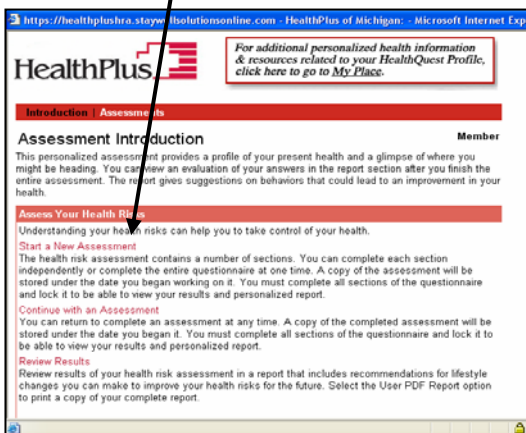 https://healthplushra.staywellsolutionsonline.com - HealthPlus of Michigan: - Microsoft Internet Exp
HealthPlus
For additional personalized health information
& resources related to your HealthQuest Profile,
click here to go to My Place.
Introduction | Assessments
Assessment Introduction
Member
This personalized assessment provides a profile of your present health and a glimpse of where you
might be heading. You can view an evaluation of your answers in the report section after you finish the
entire assessment. The report gives suggestions on behaviors that could lead to an improvement in your
health.
Assess Your Health Risks
Understanding your health risks can help you to take control of your health.
Start a New Assessment
The health risk assessment contains a number of sections. You can complete each section
independently or complete the entire questionnaire at one time. A copy of the assessment will be
stored under the date you began working on it. You must complete all sections of the questionnaire
and lock it to be able to view your results and personalized report.
Continue with an Assessment
You can return to complete an assessment at any time. A copy of the completed assessment will be
stored under the date you began it. You must complete all sections of the questionnaire and lock it to
be able to view your results and personalized report.
Review Results
Review results of your health risk assessment in a report that includes recommendations for lifestyle
changes you can make to improve your health risks for the future. Select the User PDF Report option
to print a copy of your complete report.